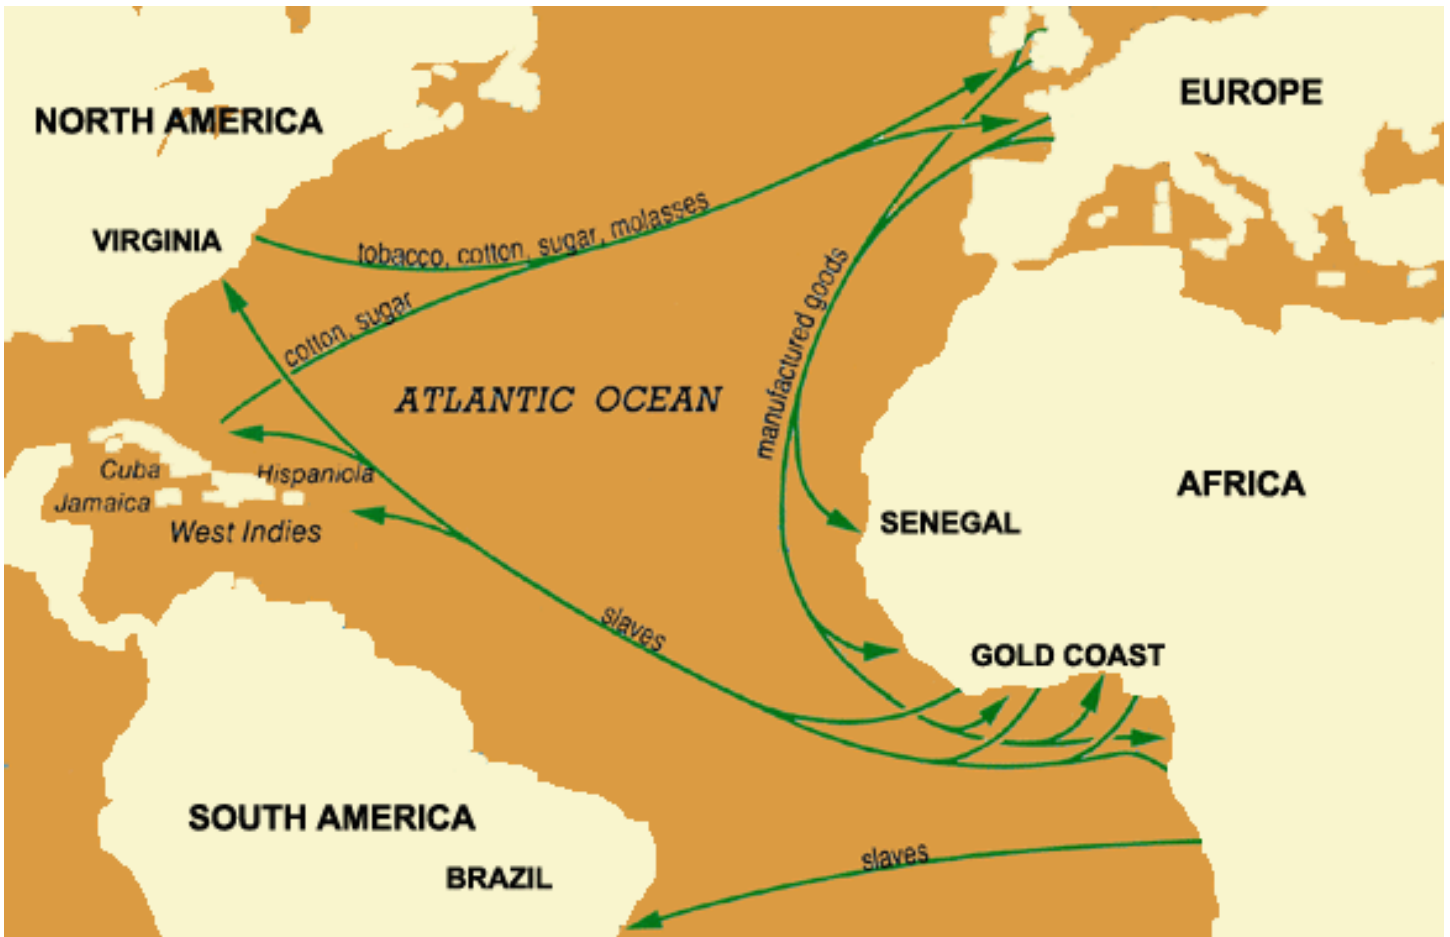 NORTH AMERICA
EUROPE
VIRGINIA
tobacco, cotton, sugar, molasses
cotton, sugar
manufactured goods
ATLANTIC OCEAN
Cuba
Hispaniola
Jamaica
West Indies
AFRICA
SENEGAL
slaves
GOLD COAST
SOUTH AMERICA
BRAZIL
slaves